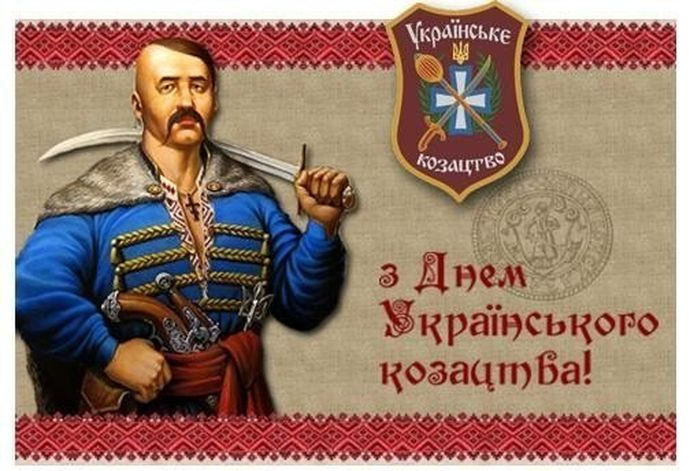 Українське
козацтво
з Днем
Українського
козацтва!